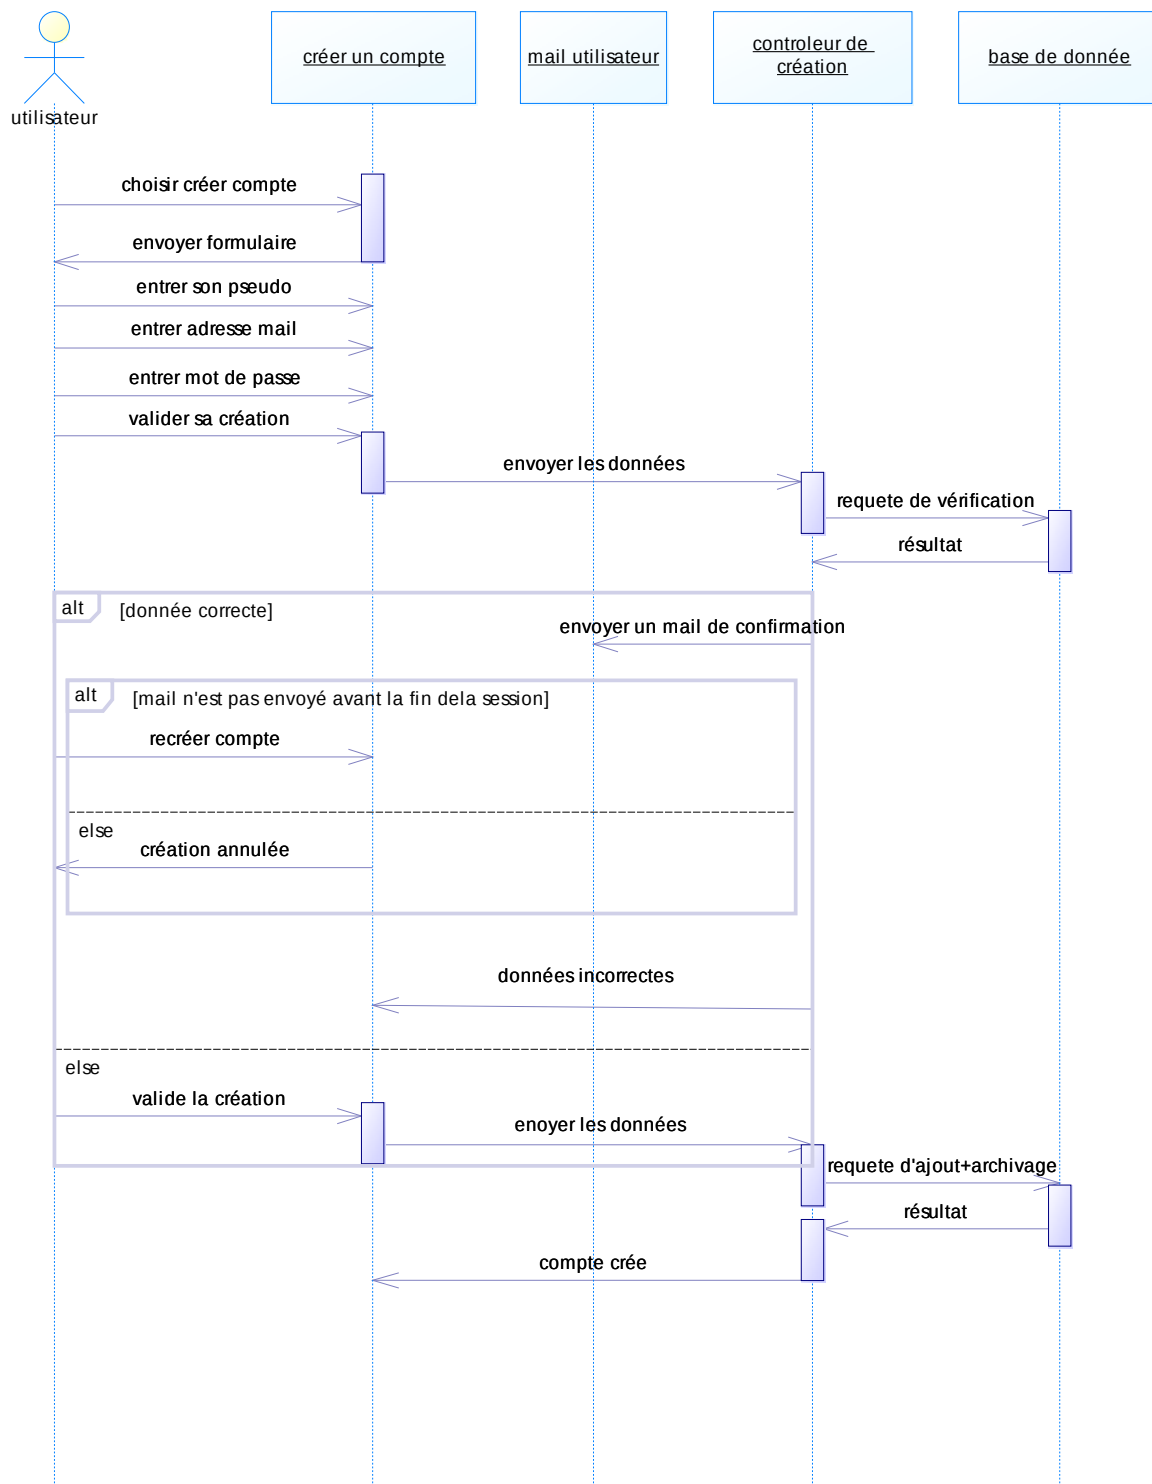 utilisateur
créer un compte
mail utilisateur
controleur de
création
base de donnée
choisir créer compte
envoyer formulaire
entrer son pseudo
entrer adresse mail
entrer mot de passe
valider sa création
envoyer les données
requete de vérification
résultat
alt
[donnée correcte]
envoyer un mail de confirmation
alt
[mail n'est pas envoyé avant la fin dela session]
recréer compte
else
création annulée
données incorrectes
else
valide la création
enoyer les données
requete d'ajout+archivage
résultat
compte crée